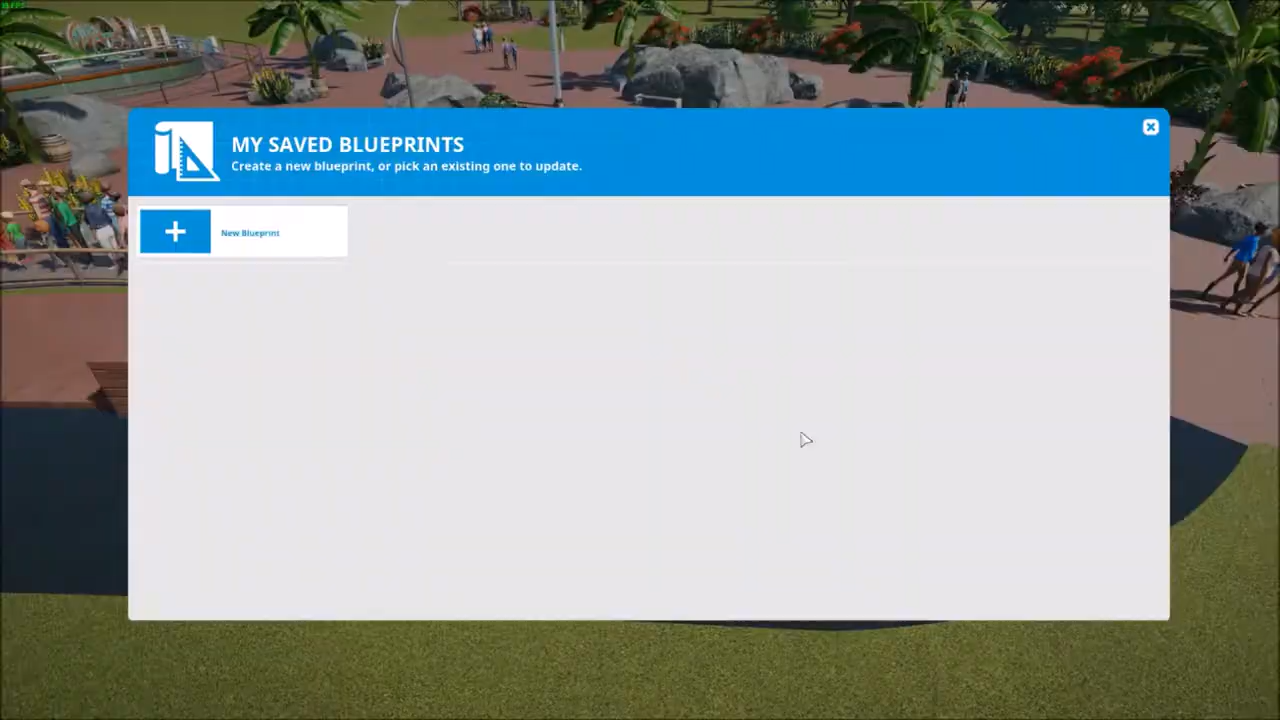 MY SAVED BLUEPRINTS
Create a new blueprint, or pick an existing one to update.
New Blueprint